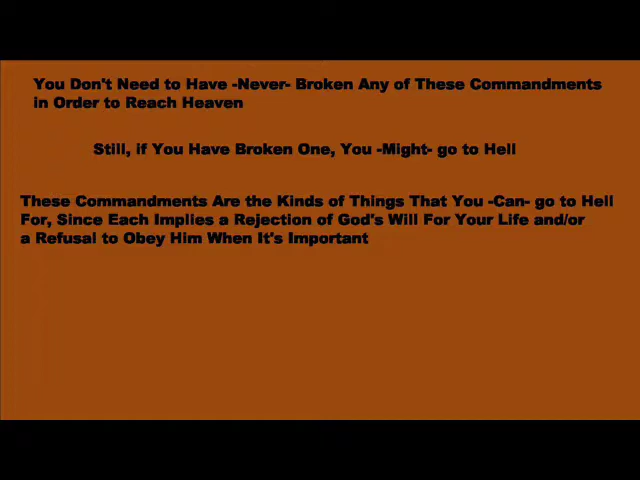 You Don't Need to Have -Never- Broken Any of These Commandments
in Order to Reach Heaven
Still, if You Have Broken One, You -Might- go to Hell
These Commandments Are the Kinds of Things That You -Can- go to Hell
For, Since Each Implies a Rejection of God's Will For Your Life and/or
a Refusal to Obey Him When It's Important